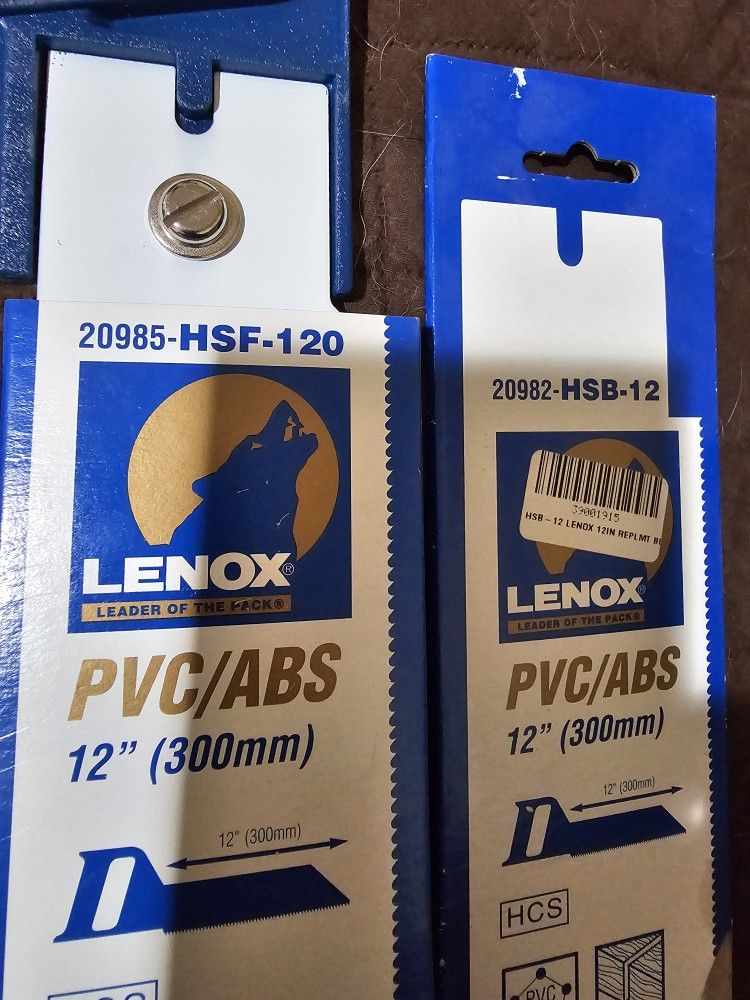 20985-HSF-120
LENOX®
LEADER OF THE PACK®
PVC/ABS
12" (300mm)
12" (300mm)
HCS
20982-HSB-12
39001915
HSB-12 LENOX 12IN REPLMT
LENOX®
LEADER OF THE PACK®
PVC/ABS
12" (300mm)
12" (300mm)
HCS
PVC